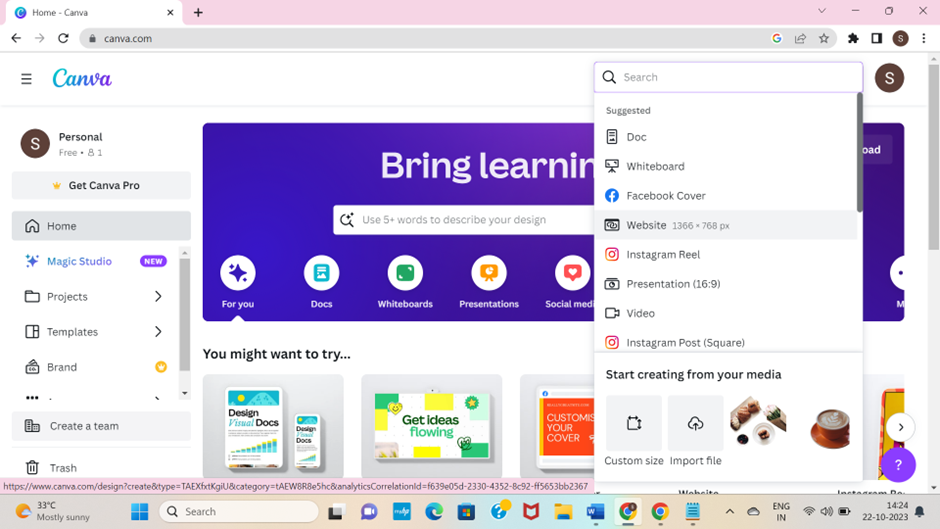 Home - Canva
canva.com
S
Canva
Search
S
S
Personal
Free • 1
Get Canva Pro
Home
Magic Studio NEW
Projects
Templates
Brand
Create a team
Trash
Bring learnin
oad
Use 5+ words to describe your design
For you
Docs
Whiteboards
Presentations
Social medi
M
Suggested
Doc
Whiteboard
Facebook Cover
Website 1366 × 768 px
Instagram Reel
Presentation (16:9)
Video
Instagram Post (Square)
Start creating from your media
Custom size
Import file
You might want to try...
Design
Visual Docs
Design
Visual
Docs
Get ideas
flowing
CUSTOMIS
YOUR
COVER
?
Website
Instagram Re
https://www.canva.com/design?create&type=TAEXfxtKgiU&category=tAEW8R8e5hc&analyticsCorrelationId=f639e05d-2330-4352-8c92-ff5653bb2367
33°C
Mostly sunny
Search
ENG
IN
14:24
22-10-2023